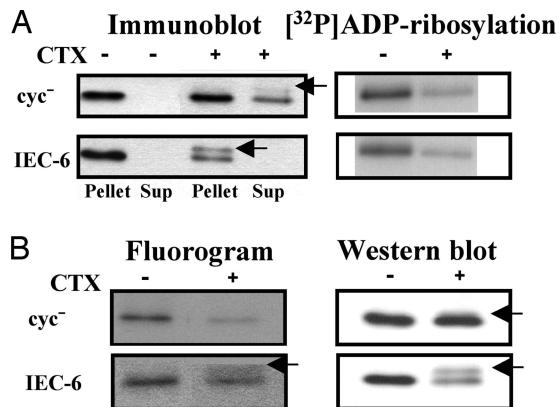 A
Immunoblot [³²P]ADP-ribosylation
CTX - - + + - +
cyc⁻
IEC-6
Pellet Sup Pellet Sup
B
Fluorogram Western blot
CTX - + - +
cyc⁻
IEC-6